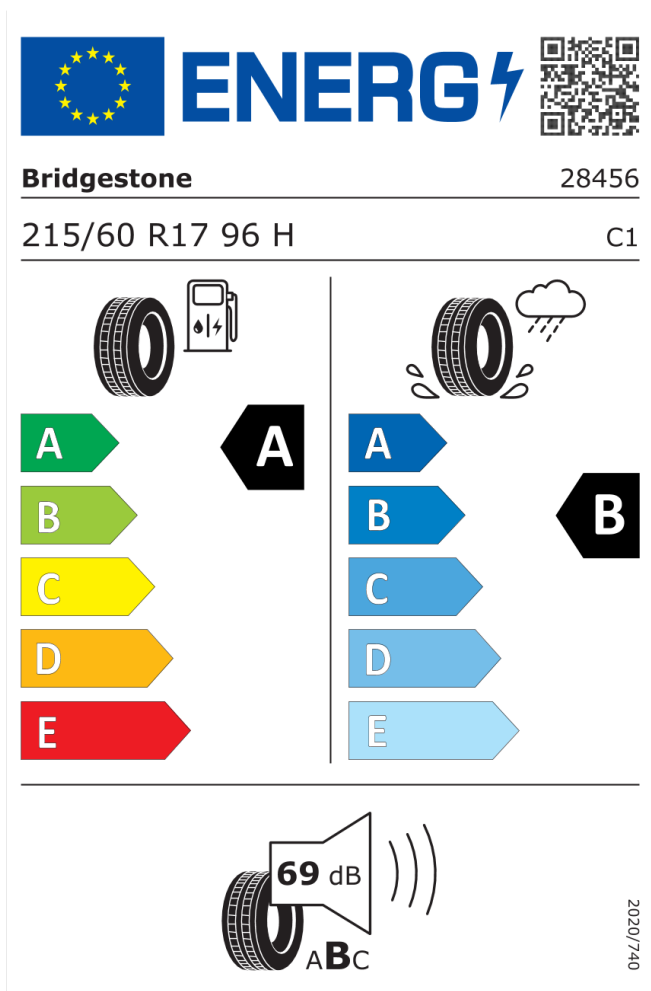 ENERG
Bridgestone 28456
215/60 R17 96 H C1
A A A
B B B
C C
D D
E E
69 dB
ABC
2020/740